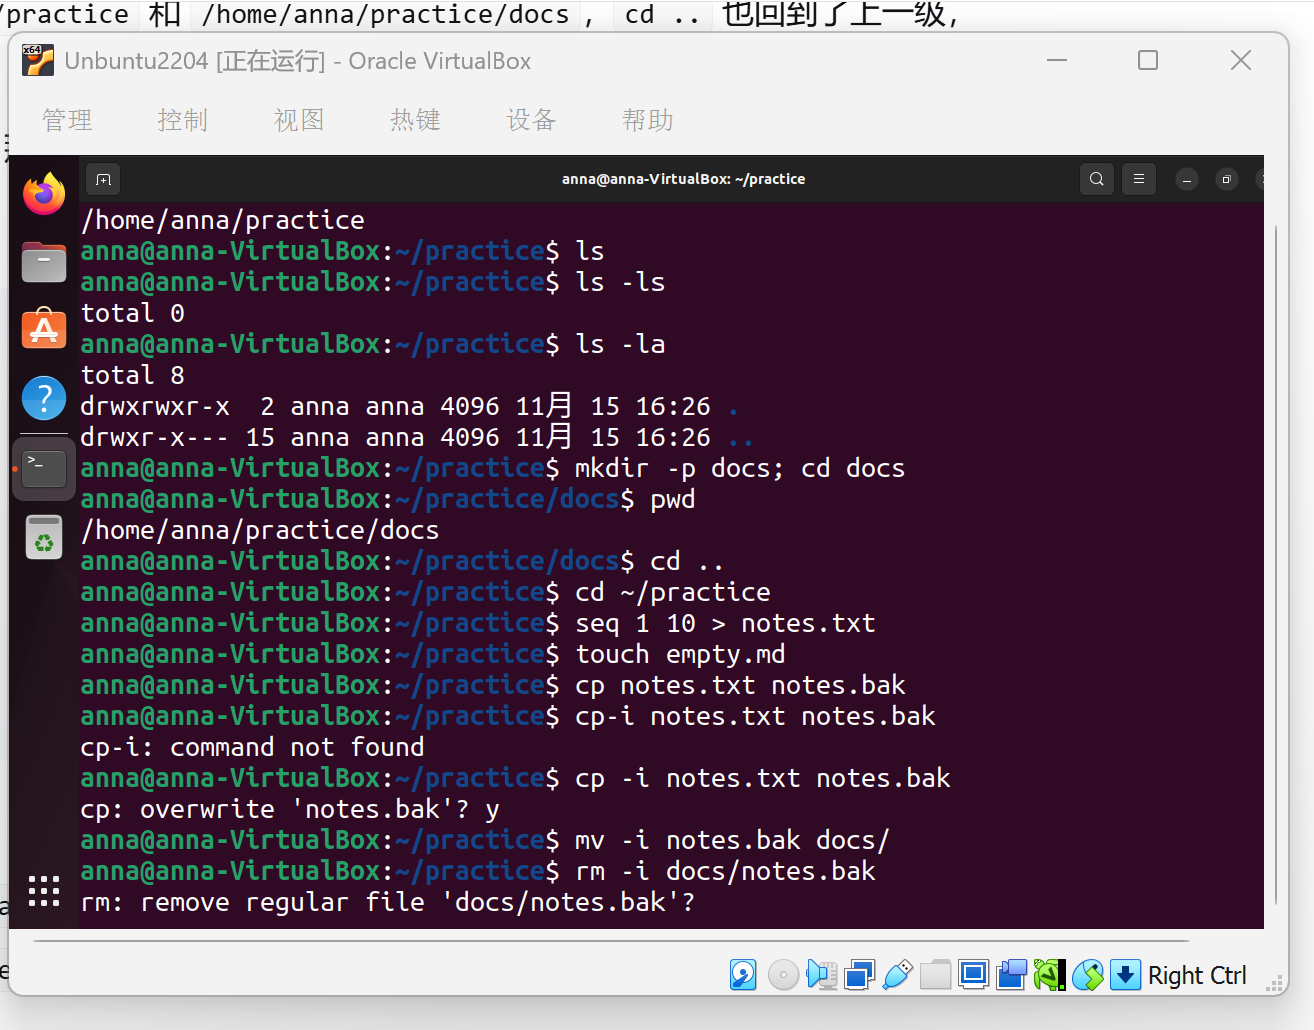 /practice 和 /home/anna/practice/docs , cd .. 也回到了上一级,
x64 Unbuntu2204 [正在运行] - Oracle VirtualBox
管理 控制 视图 热键 设备 帮助
anna@anna-VirtualBox: ~/practice
/home/anna/practice
anna@anna-VirtualBox:~/practice$ ls
anna@anna-VirtualBox:~/practice$ ls -ls
total 0
anna@anna-VirtualBox:~/practice$ ls -la
total 8
drwxrwxr-x  2 anna anna 4096 11月 15 16:26 .
drwxr-x--- 15 anna anna 4096 11月 15 16:26 ..
anna@anna-VirtualBox:~/practice$ mkdir -p docs; cd docs
anna@anna-VirtualBox:~/practice/docs$ pwd
/home/anna/practice/docs
anna@anna-VirtualBox:~/practice/docs$ cd ..
anna@anna-VirtualBox:~/practice$ cd ~/practice
anna@anna-VirtualBox:~/practice$ seq 1 10 > notes.txt
anna@anna-VirtualBox:~/practice$ touch empty.md
anna@anna-VirtualBox:~/practice$ cp notes.txt notes.bak
anna@anna-VirtualBox:~/practice$ cp-i notes.txt notes.bak
cp-i: command not found
anna@anna-VirtualBox:~/practice$ cp -i notes.txt notes.bak
cp: overwrite 'notes.bak'? y
anna@anna-VirtualBox:~/practice$ mv -i notes.bak docs/
anna@anna-VirtualBox:~/practice$ rm -i docs/notes.bak
rm: remove regular file 'docs/notes.bak'?
Right Ctrl